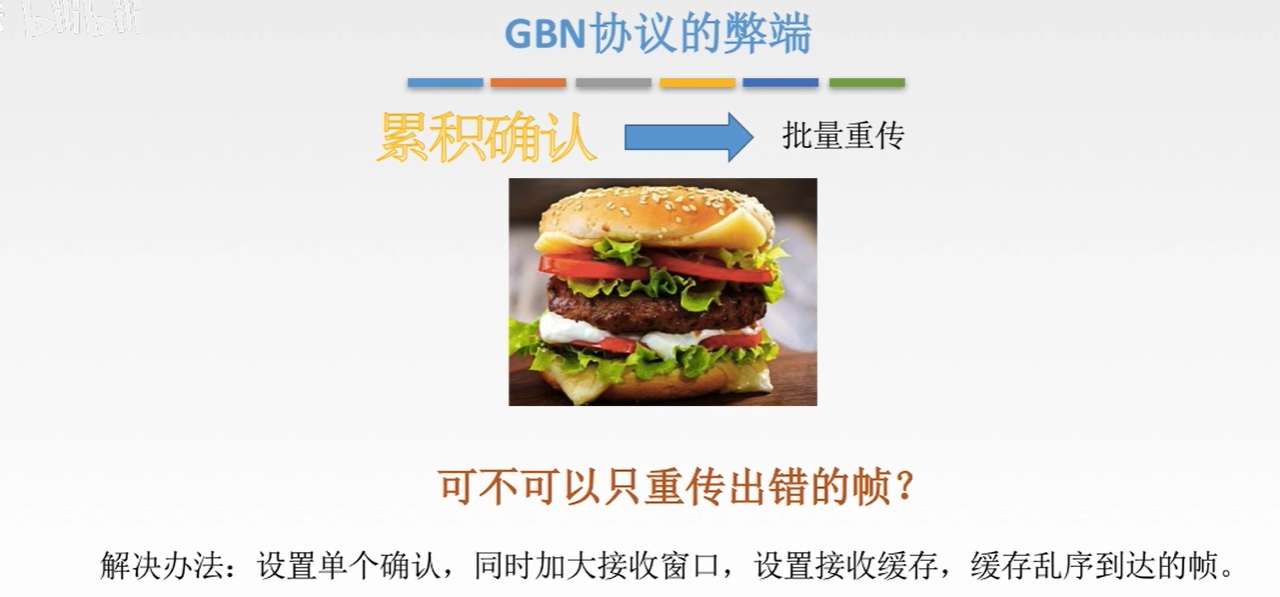 bilibili
GBN协议的弊端
累积确认 批量重传
可不可以只重传出错的帧？
解决办法：设置单个确认，同时加大接收窗口，设置接收缓存，缓存乱序到达的帧。